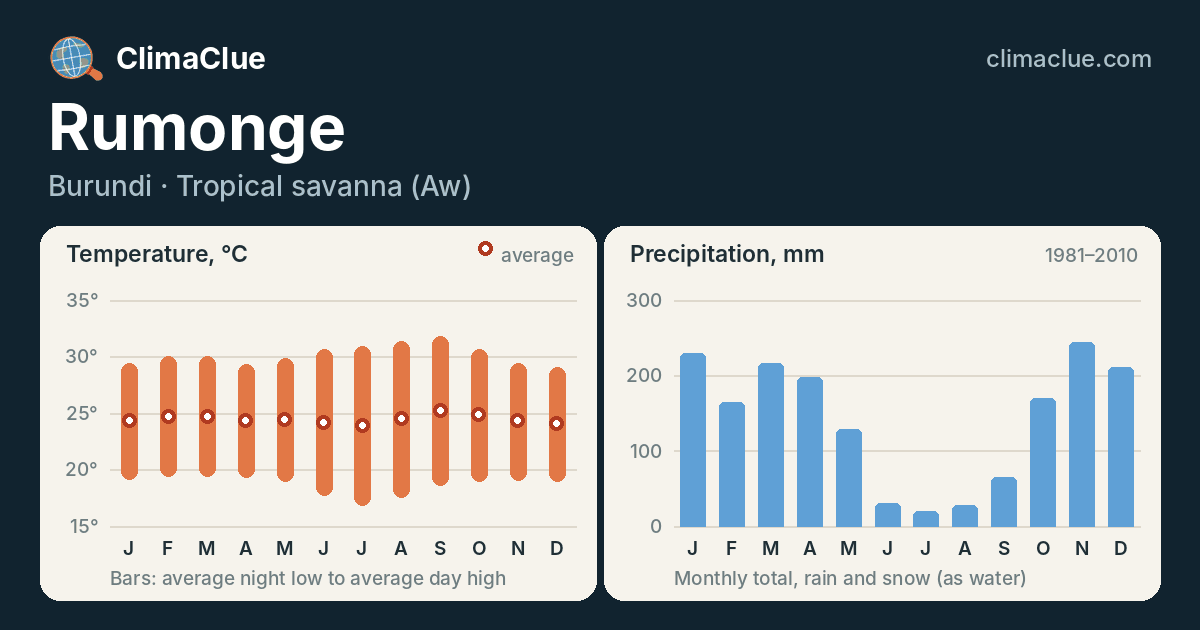 ClimaClue
climaclue.com
Rumonge
Burundi · Tropical savanna (Aw)
Temperature, °C
average
35°
30°
25°
20°
15°
J F M A M J J A S O N D
Bars: average night low to average day high
Precipitation, mm
1981–2010
300
200
100
0
J F M A M J J A S O N D
Monthly total, rain and snow (as water)